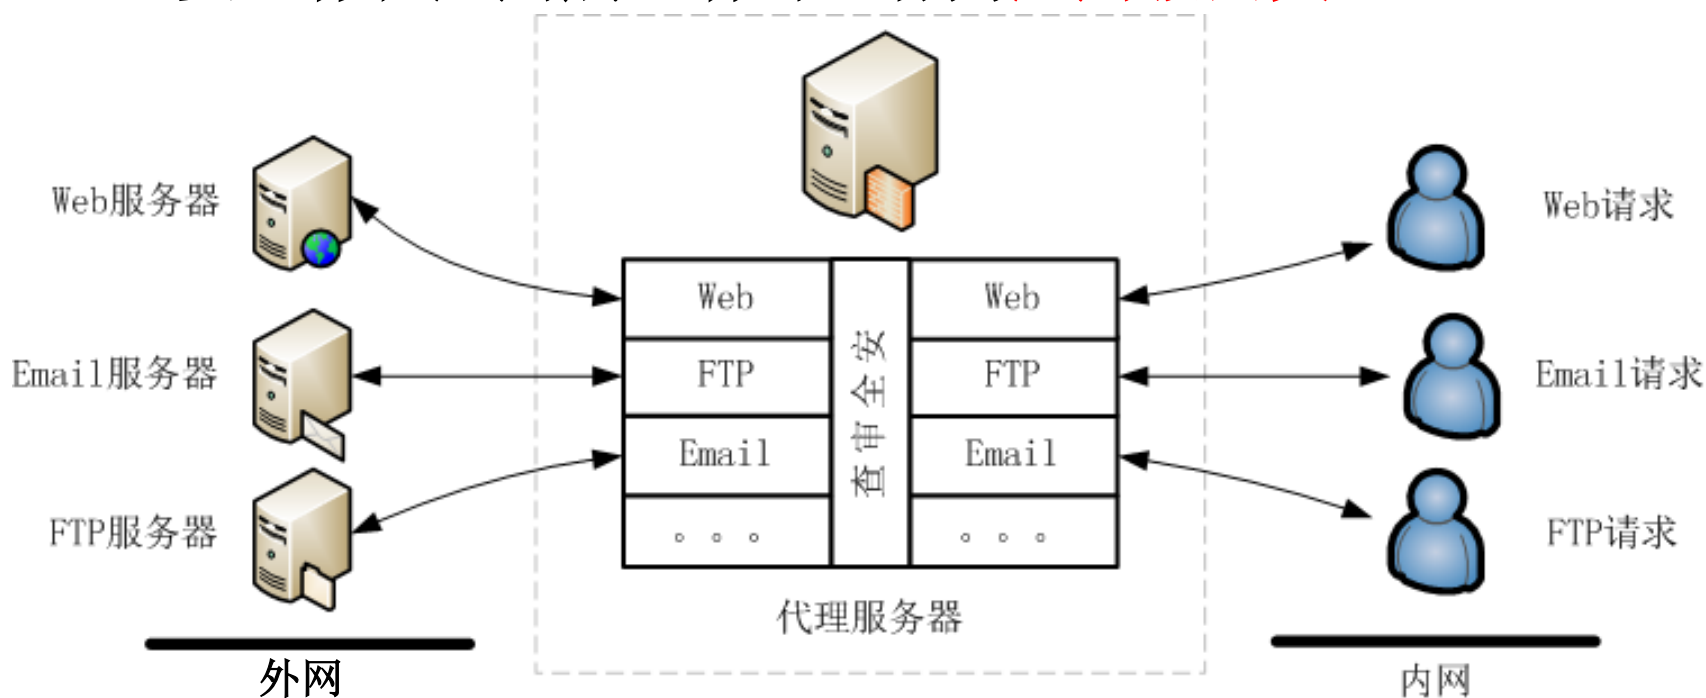 Web服务器
Email服务器
FTP服务器
外网
Web
FTP
Email
。。。
安全审查
Web
FTP
Email
。。。
代理服务器
Web请求
Email请求
FTP请求
内网